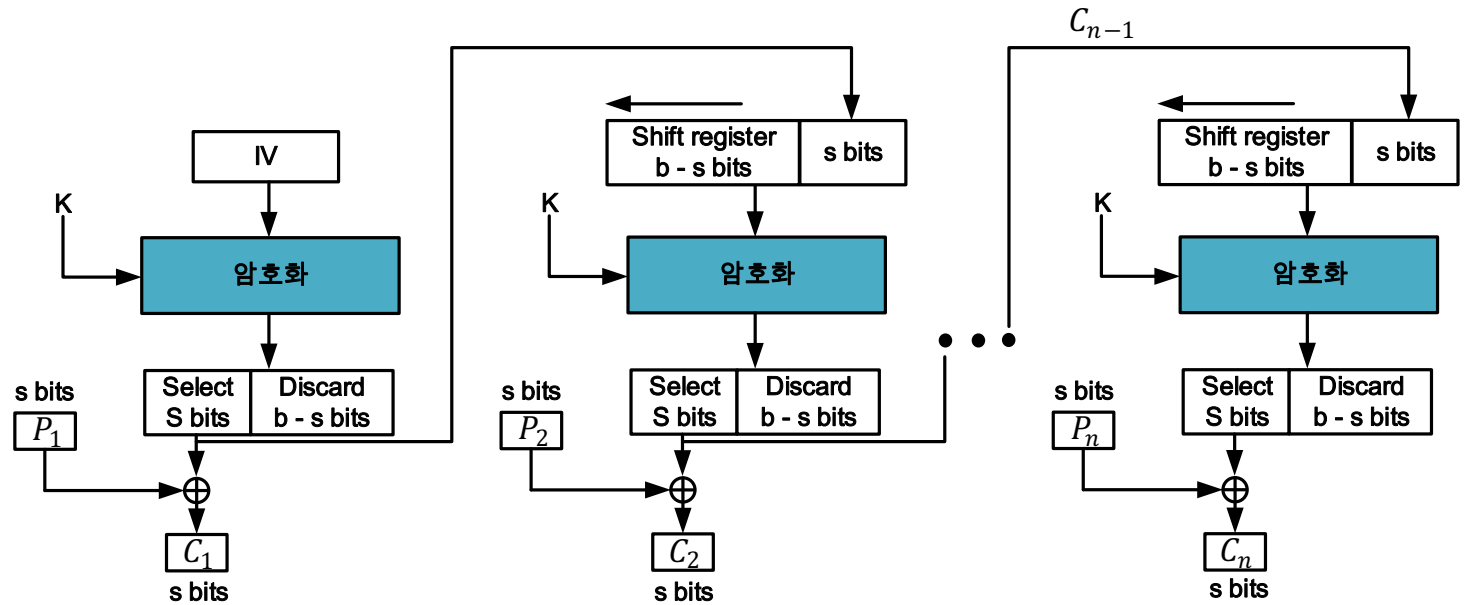 C_{n-1}
Shift register
b - s bits
s bits
Shift register
b - s bits
s bits
IV
K
K
K
암호화
암호화
암호화
s bits
P_1
Select
S bits
Discard
b - s bits
s bits
P_2
Select
S bits
Discard
b - s bits
s bits
P_n
Select
S bits
Discard
b - s bits
C_1
s bits
C_2
s bits
C_n
s bits